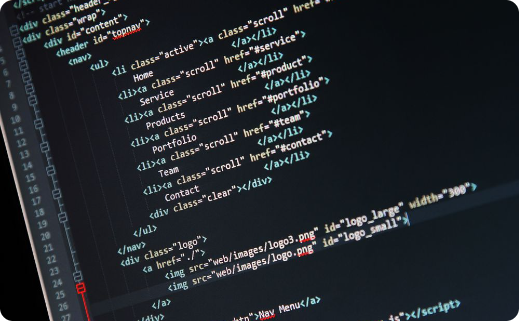 </script>
<!-- start
<div class="header_
<div class="wrap">
<div id="content">
<header id="topnav">
<nav>
<ul>
<li class="active"><a class="scroll" href="#
Home
</a></li>
<li><a class="scroll" href="#service">
Service
</a></li>
<li><a class="scroll" href="#product">
Products
</a></li>
<li><a class="scroll" href="#portfolio">
Portfolio
</a></li>
<li><a class="scroll" href="#team">
Team
</a></li>
<li><a class="scroll" href="#contact">
Contact
</a></li>
<div class="clear"></div>
</ul>
</nav>
<div class="logo">
<a href="./">
<img src="web/images/logo3.png" id="logo_large" width="300">
<img src="web/images/logo.png" id="logo_small">
</a>
</div>
>Nav Menu</a>
.js"></script>